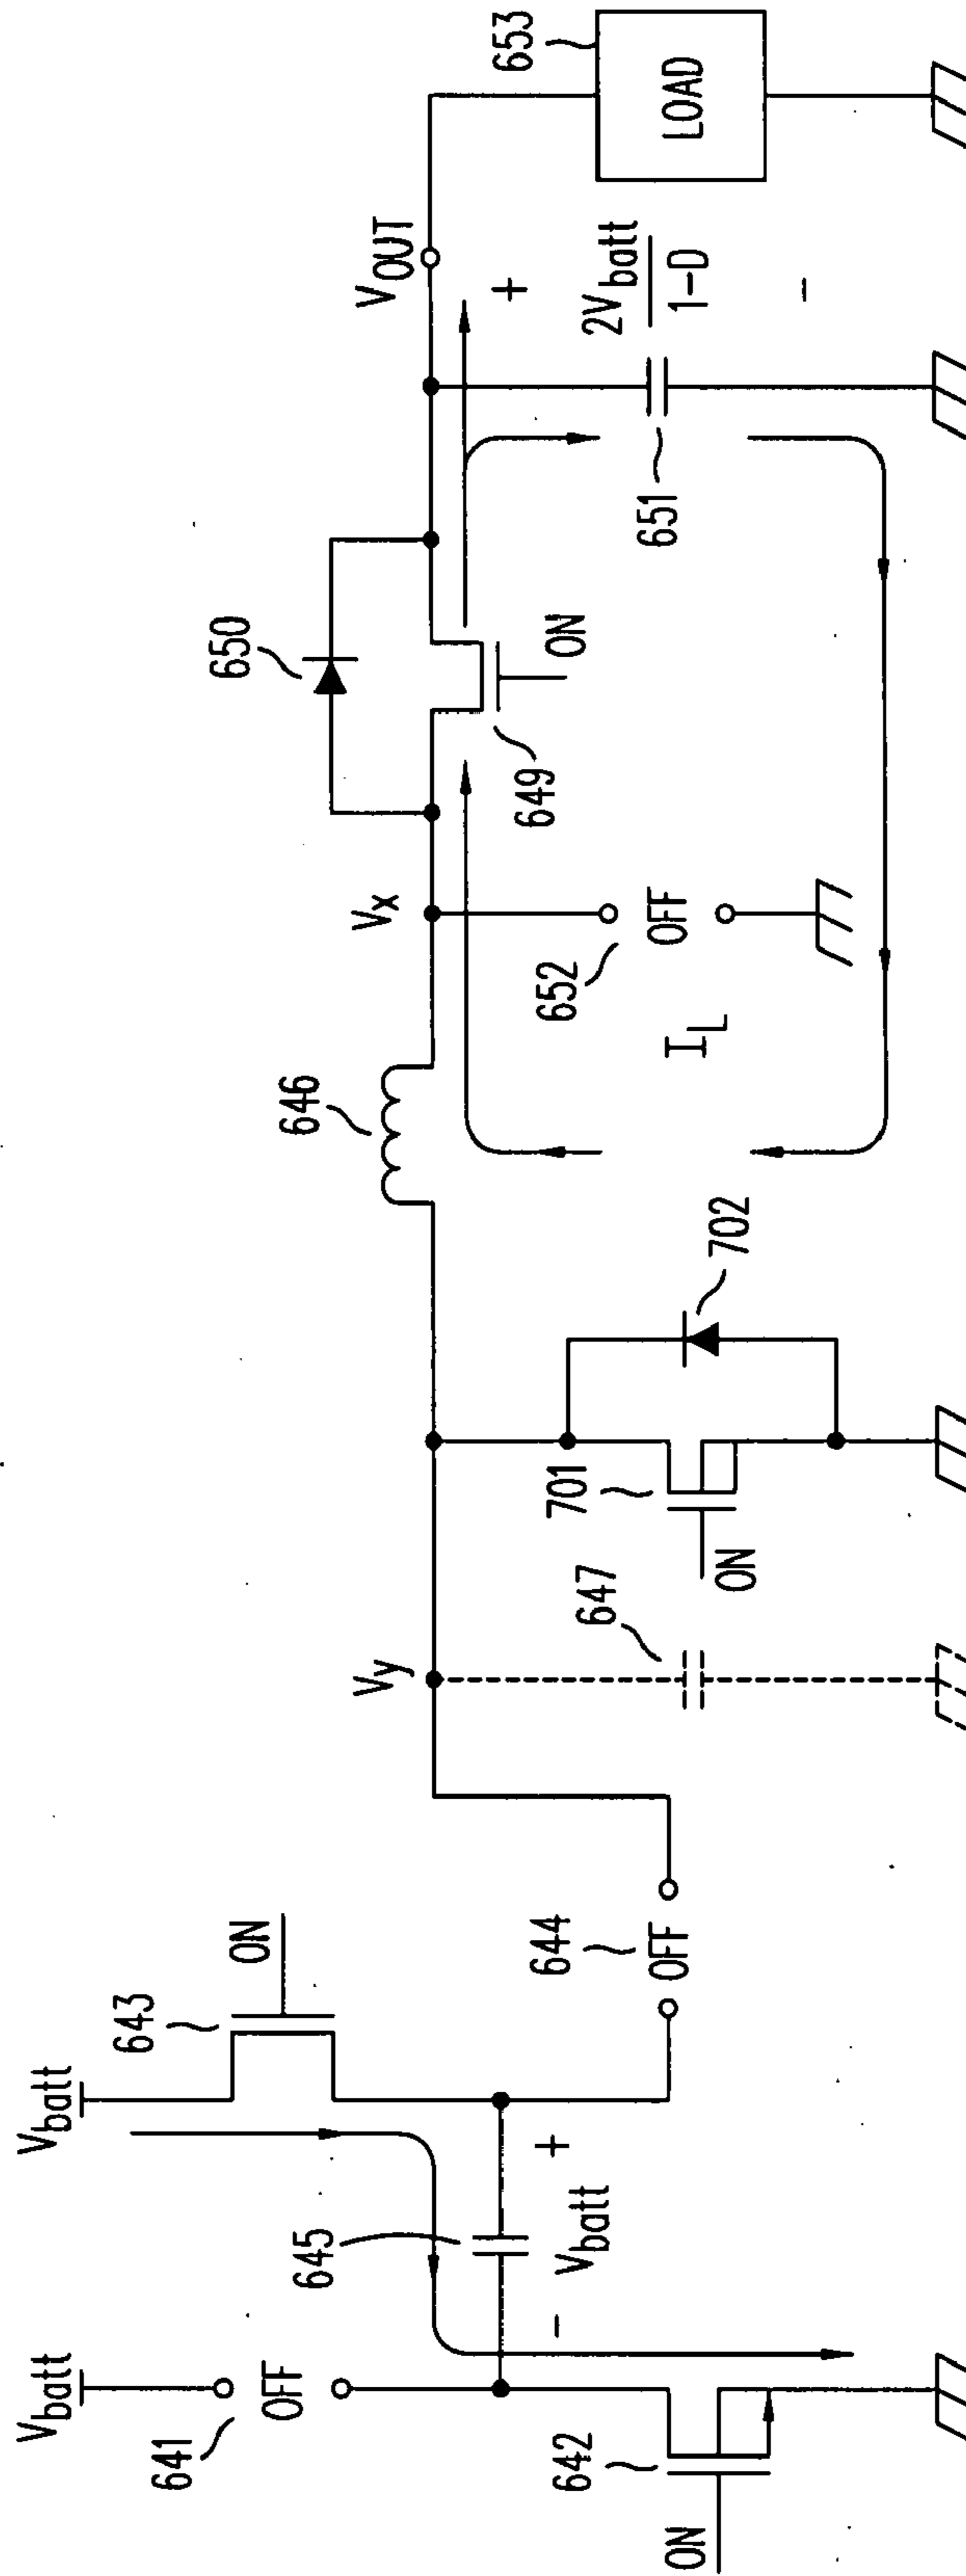 Vbatt
641
OFF
642
ON
Vbatt
643
ON
645
-
+
Vbatt
644
OFF
Vy
647
701
ON
702
646
IL
Vx
652
OFF
650
649
ON
651
VOUT
+
2Vbatt
1-D
-
653
LOAD